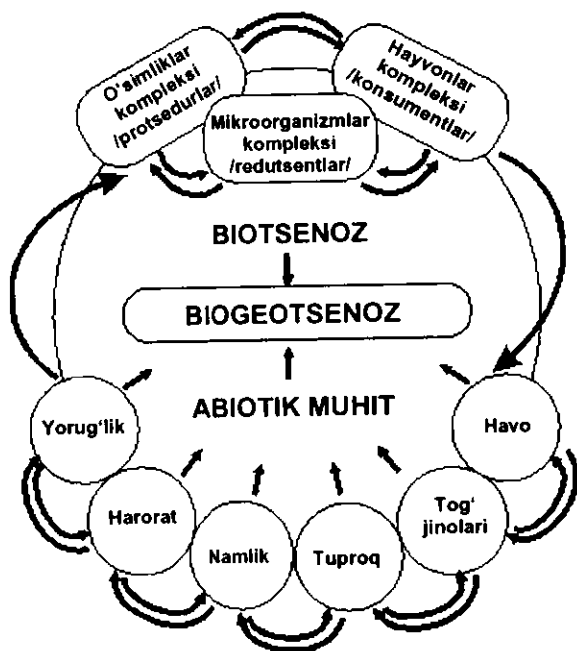 O'simliklar
kompleksi
/protsedurlar/
Hayvonlar
kompleksi
/konsumentlar/
Mikroorganizmlar
kompleksi
/redutsentlar/
BIOTSENOZ
BIOGEOTSENOZ
ABIOTIK MUHIT
Yorug'lik
Havo
Harorat
Tog'
jinolari
Namlik
Tuproq